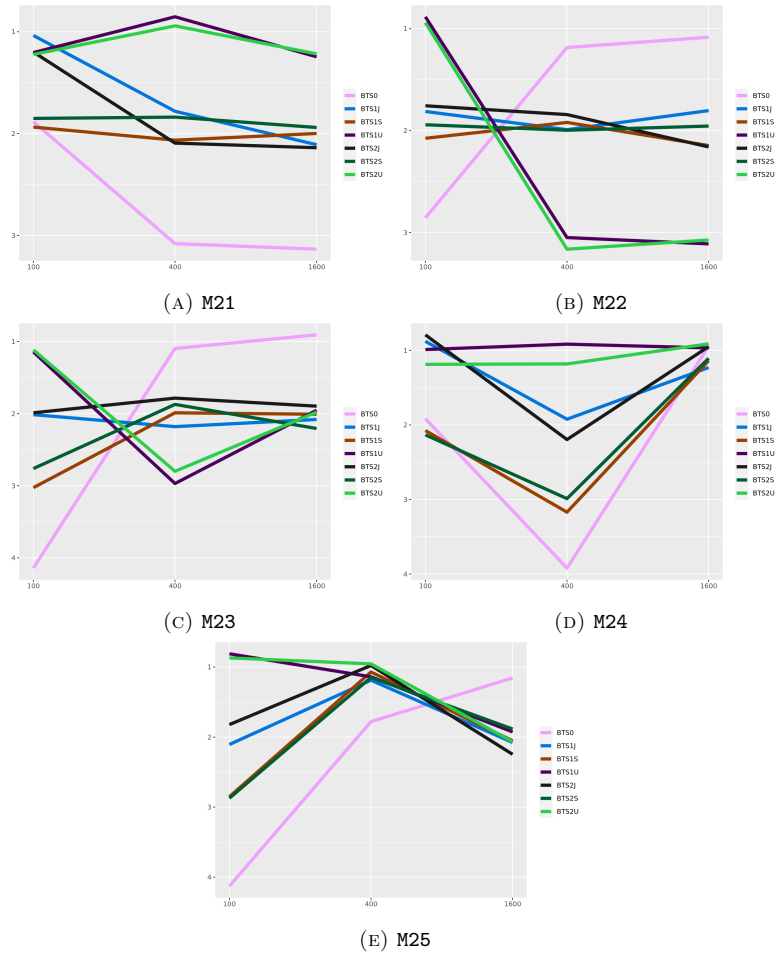 1
2
3
100
400
1600
BTS0
BTS1J
BTS1S
BTS1U
BTS2J
BTS2S
BTS2U
(A) M21
1
2
3
100
400
1600
BTS0
BTS1J
BTS1S
BTS1U
BTS2J
BTS2S
BTS2U
(B) M22
1
2
3
4
100
400
1600
BTS0
BTS1J
BTS1S
BTS1U
BTS2J
BTS2S
BTS2U
(C) M23
1
2
3
4
100
400
1600
BTS0
BTS1J
BTS1S
BTS1U
BTS2J
BTS2S
BTS2U
(D) M24
1
2
3
4
100
400
1600
BTS0
BTS1J
BTS1S
BTS1U
BTS2J
BTS2S
BTS2U
(E) M25